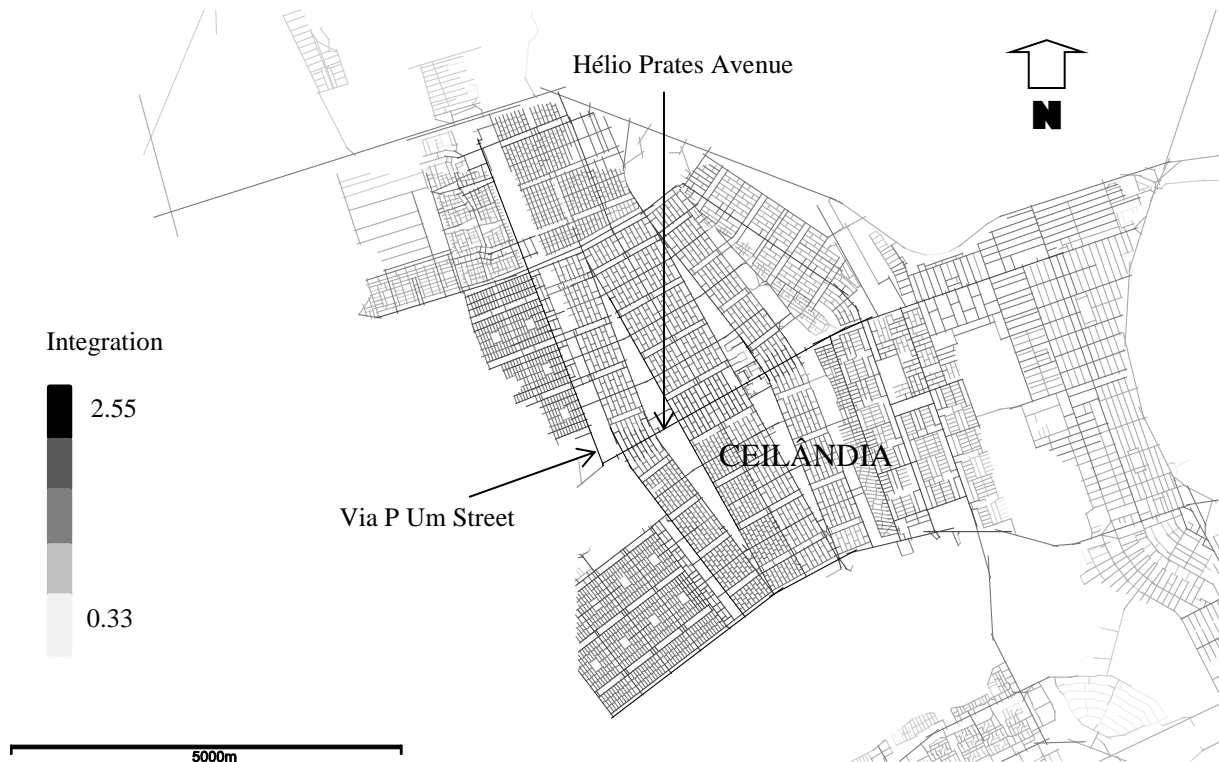 Hélio Prates Avenue
N
Integration
2.55
CEILÂNDIA
Via P Um Street
0.33
5000m